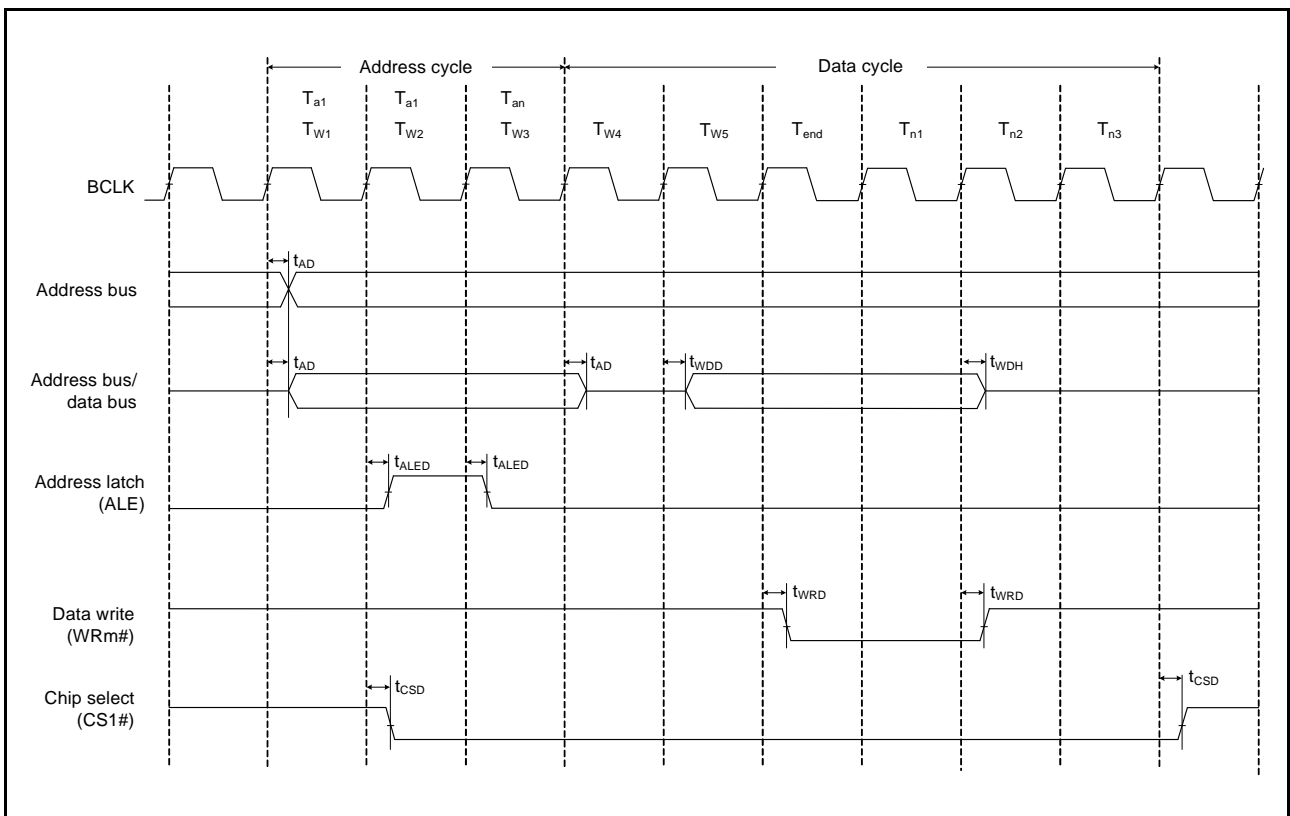 Address cycle Data cycle
Ta1 Ta1 Tan
TW1 TW2 TW3 TW4 TW5 Tend Tn1 Tn2 Tn3
BCLK
tAD
Address bus
tAD tAD tWDD tWDH
Address bus/
data bus
tALED tALED
Address latch
(ALE)
tWRD tWRD
Data write
(WRm#)
tCSD tCSD
Chip select
(CS1#)